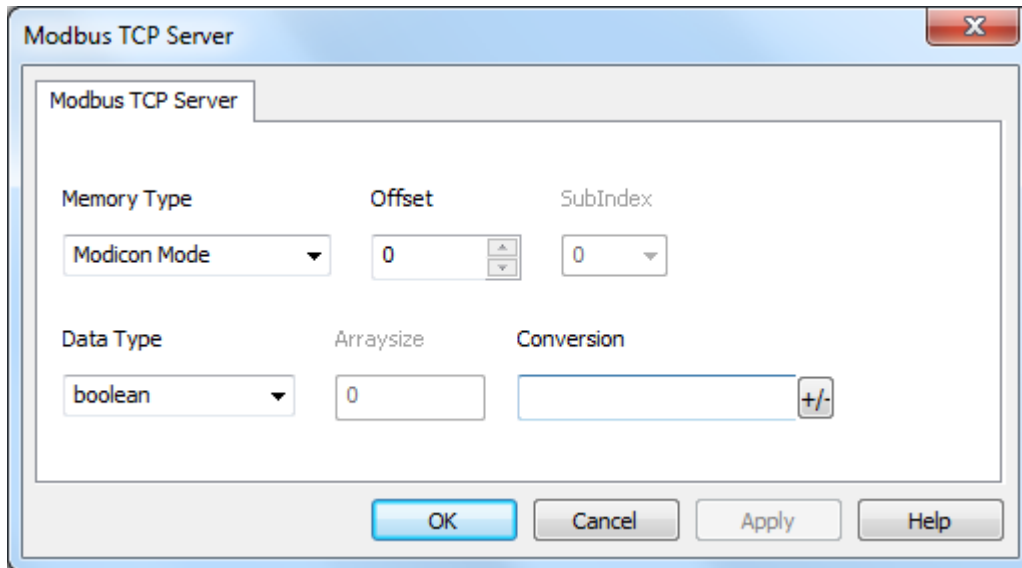 Modbus TCP Server
Modbus TCP Server
Memory Type Offset SubIndex
Modicon Mode 0 0
Data Type Arraysize Conversion
boolean 0 +/-
OK Cancel Apply Help